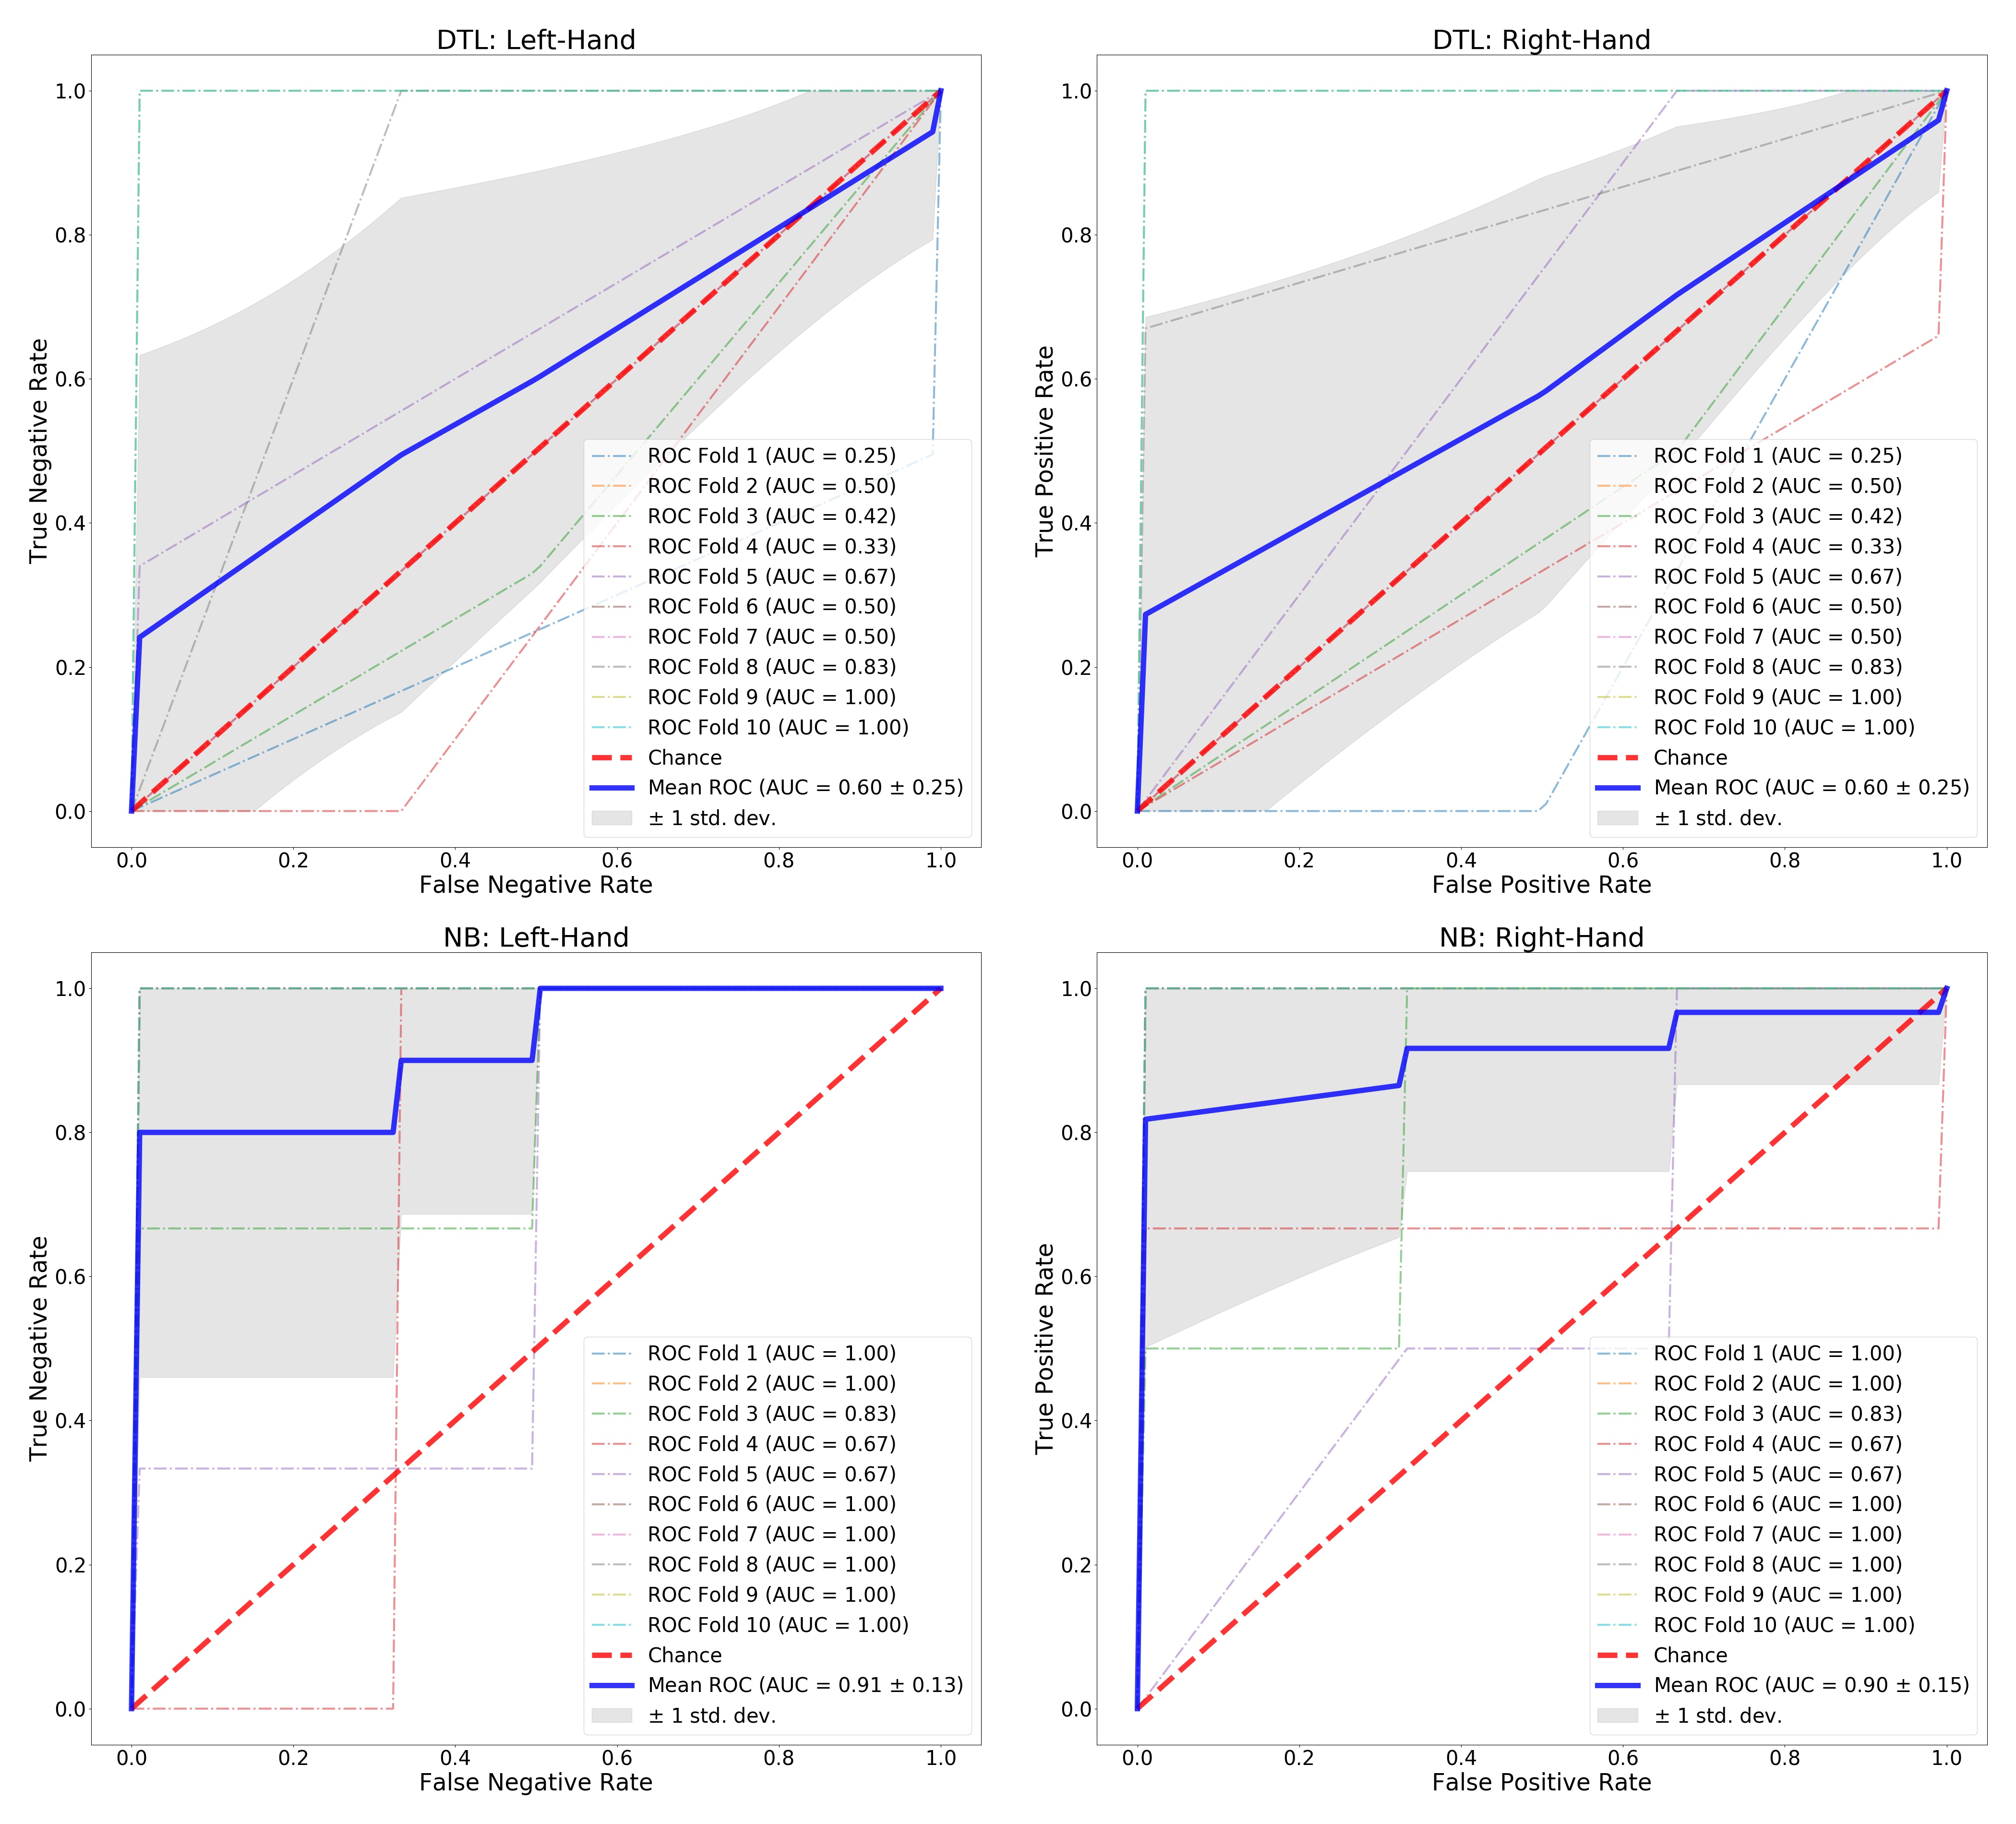 DTL: Left-Hand
True Negative Rate
1.0
0.8
0.6
0.4
0.2
0.0
ROC Fold 1 (AUC = 0.25)
ROC Fold 2 (AUC = 0.50)
ROC Fold 3 (AUC = 0.42)
ROC Fold 4 (AUC = 0.33)
ROC Fold 5 (AUC = 0.67)
ROC Fold 6 (AUC = 0.50)
ROC Fold 7 (AUC = 0.50)
ROC Fold 8 (AUC = 0.83)
ROC Fold 9 (AUC = 1.00)
ROC Fold 10 (AUC = 1.00)
Chance
Mean ROC (AUC = 0.60 ± 0.25)
± 1 std. dev.
0.0 0.2 0.4 0.6 0.8 1.0
False Negative Rate
DTL: Right-Hand
True Positive Rate
1.0
0.8
0.6
0.4
0.2
0.0
ROC Fold 1 (AUC = 0.25)
ROC Fold 2 (AUC = 0.50)
ROC Fold 3 (AUC = 0.42)
ROC Fold 4 (AUC = 0.33)
ROC Fold 5 (AUC = 0.67)
ROC Fold 6 (AUC = 0.50)
ROC Fold 7 (AUC = 0.50)
ROC Fold 8 (AUC = 0.83)
ROC Fold 9 (AUC = 1.00)
ROC Fold 10 (AUC = 1.00)
Chance
Mean ROC (AUC = 0.60 ± 0.25)
± 1 std. dev.
0.0 0.2 0.4 0.6 0.8 1.0
False Positive Rate
NB: Left-Hand
True Negative Rate
1.0
0.8
0.6
0.4
0.2
0.0
ROC Fold 1 (AUC = 1.00)
ROC Fold 2 (AUC = 1.00)
ROC Fold 3 (AUC = 0.83)
ROC Fold 4 (AUC = 0.67)
ROC Fold 5 (AUC = 0.67)
ROC Fold 6 (AUC = 1.00)
ROC Fold 7 (AUC = 1.00)
ROC Fold 8 (AUC = 1.00)
ROC Fold 9 (AUC = 1.00)
ROC Fold 10 (AUC = 1.00)
Chance
Mean ROC (AUC = 0.91 ± 0.13)
± 1 std. dev.
0.0 0.2 0.4 0.6 0.8 1.0
False Negative Rate
NB: Right-Hand
True Positive Rate
1.0
0.8
0.6
0.4
0.2
0.0
ROC Fold 1 (AUC = 1.00)
ROC Fold 2 (AUC = 1.00)
ROC Fold 3 (AUC = 0.83)
ROC Fold 4 (AUC = 0.67)
ROC Fold 5 (AUC = 0.67)
ROC Fold 6 (AUC = 1.00)
ROC Fold 7 (AUC = 1.00)
ROC Fold 8 (AUC = 1.00)
ROC Fold 9 (AUC = 1.00)
ROC Fold 10 (AUC = 1.00)
Chance
Mean ROC (AUC = 0.90 ± 0.15)
± 1 std. dev.
0.0 0.2 0.4 0.6 0.8 1.0
False Positive Rate